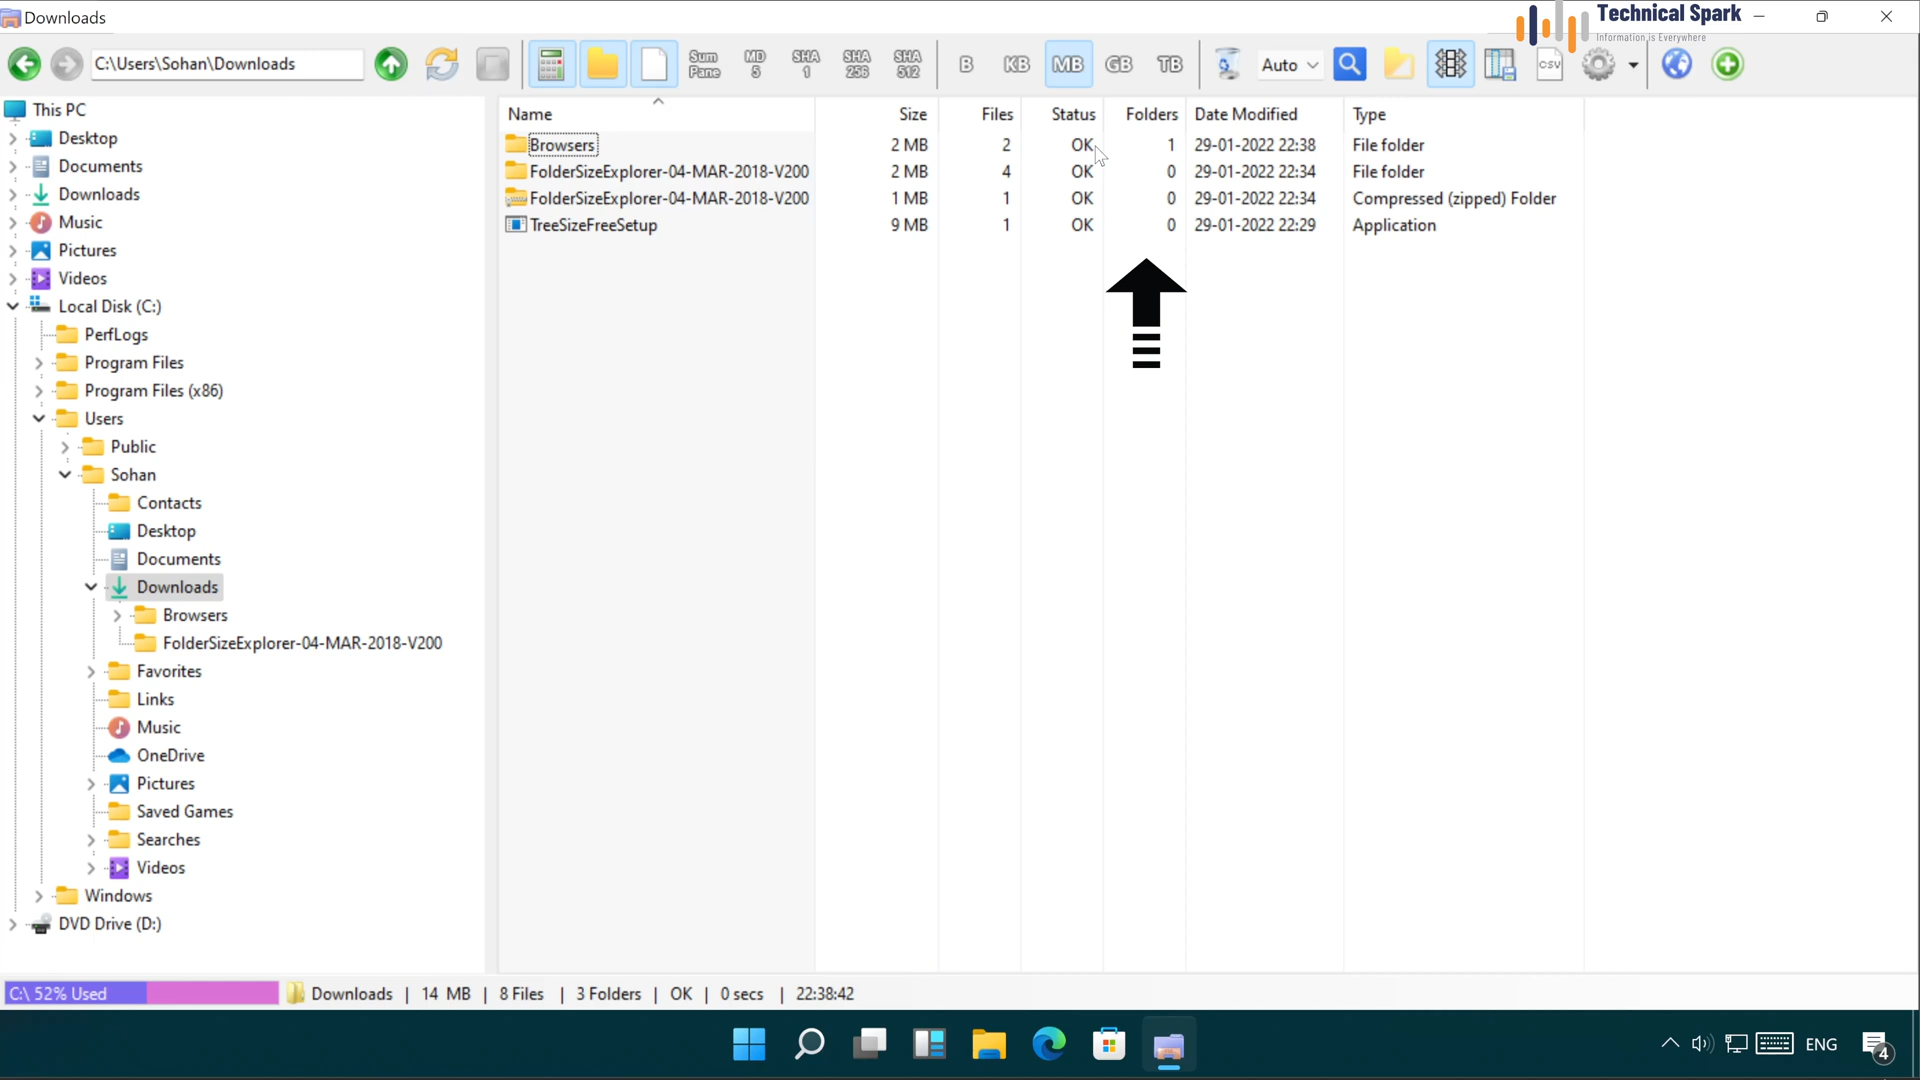 Downloads
Technical Spark
Information is Everywhere
C:\Users\Sohan\Downloads
Sum Pane
MD 5
SHA 1
SHA 256
SHA 512
B
KB
MB
GB
TB
Auto
CSV
This PC
Desktop
Documents
Downloads
Music
Pictures
Videos
Local Disk (C:)
PerfLogs
Program Files
Program Files (x86)
Users
Public
Sohan
Contacts
Desktop
Documents
Downloads
Browsers
FolderSizeExplorer-04-MAR-2018-V200
Favorites
Links
Music
OneDrive
Pictures
Saved Games
Searches
Videos
Windows
DVD Drive (D:)
Name Size Files Status Folders Date Modified Type
Browsers 2 MB 2 OK 1 29-01-2022 22:38 File folder
FolderSizeExplorer-04-MAR-2018-V200 2 MB 4 OK 0 29-01-2022 22:34 File folder
FolderSizeExplorer-04-MAR-2018-V200 1 MB 1 OK 0 29-01-2022 22:34 Compressed (zipped) Folder
TreeSizeFreeSetup 9 MB 1 OK 0 29-01-2022 22:29 Application
C:\ 52% Used Downloads | 14 MB | 8 Files | 3 Folders | OK | 0 secs | 22:38:42
ENG 4